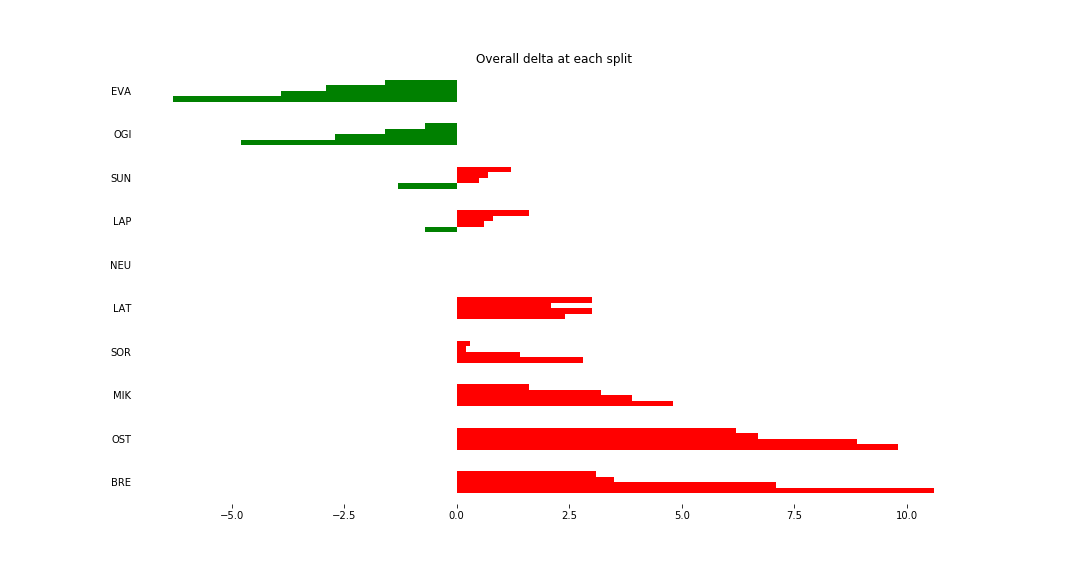 Overall delta at each split
EVA
OGI
SUN
LAP
NEU
LAT
SOR
MIK
OST
BRE
−5.0 −2.5 0.0 2.5 5.0 7.5 10.0